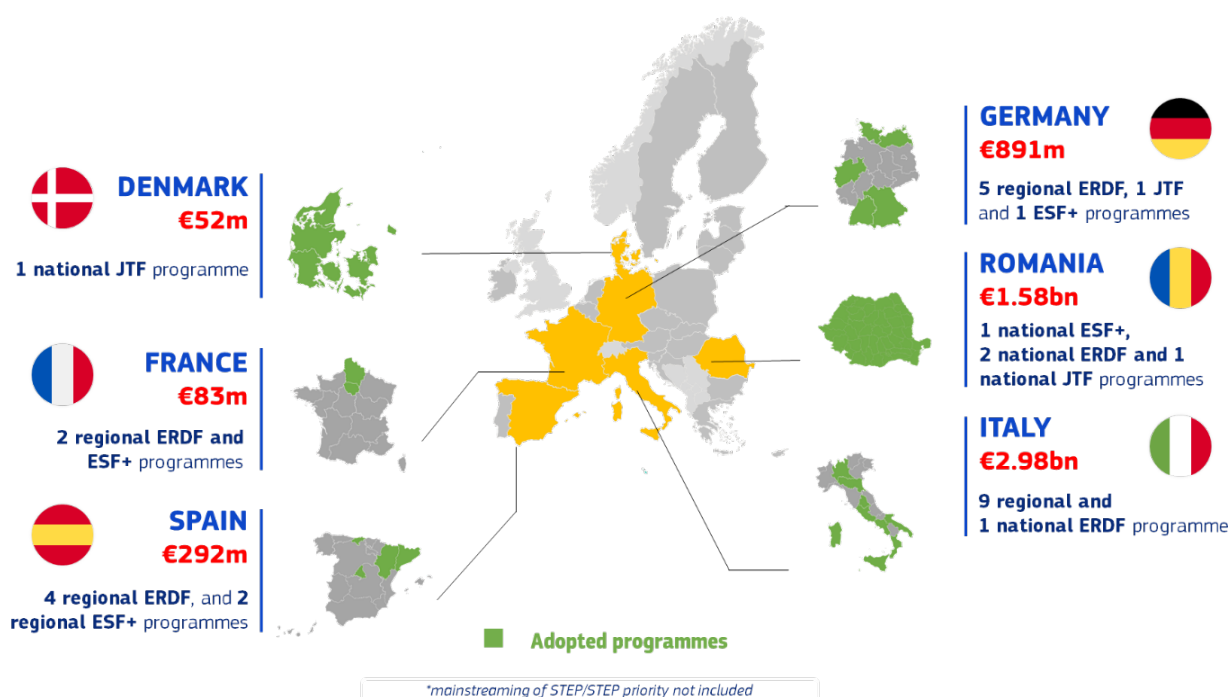 DENMARK
€52m
1 national JTF programme
FRANCE
€83m
2 regional ERDF and
ESF+ programmes
SPAIN
€292m
4 regional ERDF, and 2
regional ESF+ programmes
GERMANY
€891m
5 regional ERDF, 1 JTF
and 1 ESF+ programmes
ROMANIA
€1.58bn
1 national ESF+,
2 national ERDF and 1
national JTF programmes
ITALY
€2.98bn
9 regional and
1 national ERDF programme
Adopted programmes
*mainstreaming of STEP/STEP priority not included